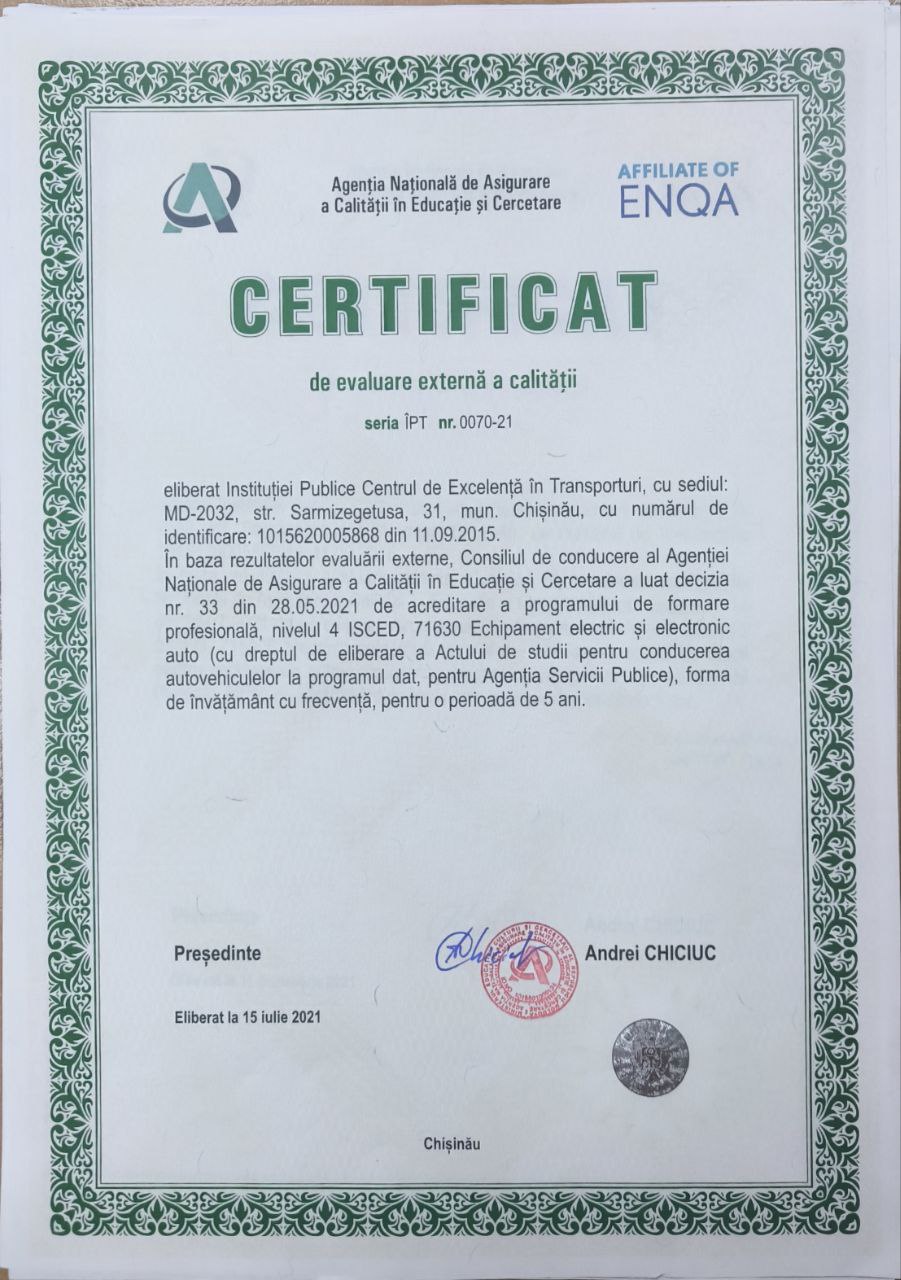 Agenția Națională de Asigurare
a Calității în Educație și Cercetare
AFFILIATE OF
ENQA
CERTIFICAT
de evaluare externă a calității
seria ÎPT nr. 0070-21
eliberat Instituției Publice Centrul de Excelență în Transporturi, cu sediul:
MD-2032, str. Sarmizegetusa, 31, mun. Chișinău, cu numărul de
identificare: 1015620005868 din 11.09.2015.
În baza rezultatelor evaluării externe, Consiliul de conducere al Agenției
Naționale de Asigurare a Calității în Educație și Cercetare a luat decizia
nr. 33 din 28.05.2021 de acreditare a programului de formare
profesională, nivelul 4 ISCED, 71630 Echipament electric și electronic
auto (cu dreptul de eliberare a Actului de studii pentru conducerea
autovehiculelor la programul dat, pentru Agenția Servicii Publice), forma
de învățământ cu frecvență, pentru o perioadă de 5 ani.
Președinte
Andrei CHICIUC
Eliberat la 15 iulie 2021
Chișinău